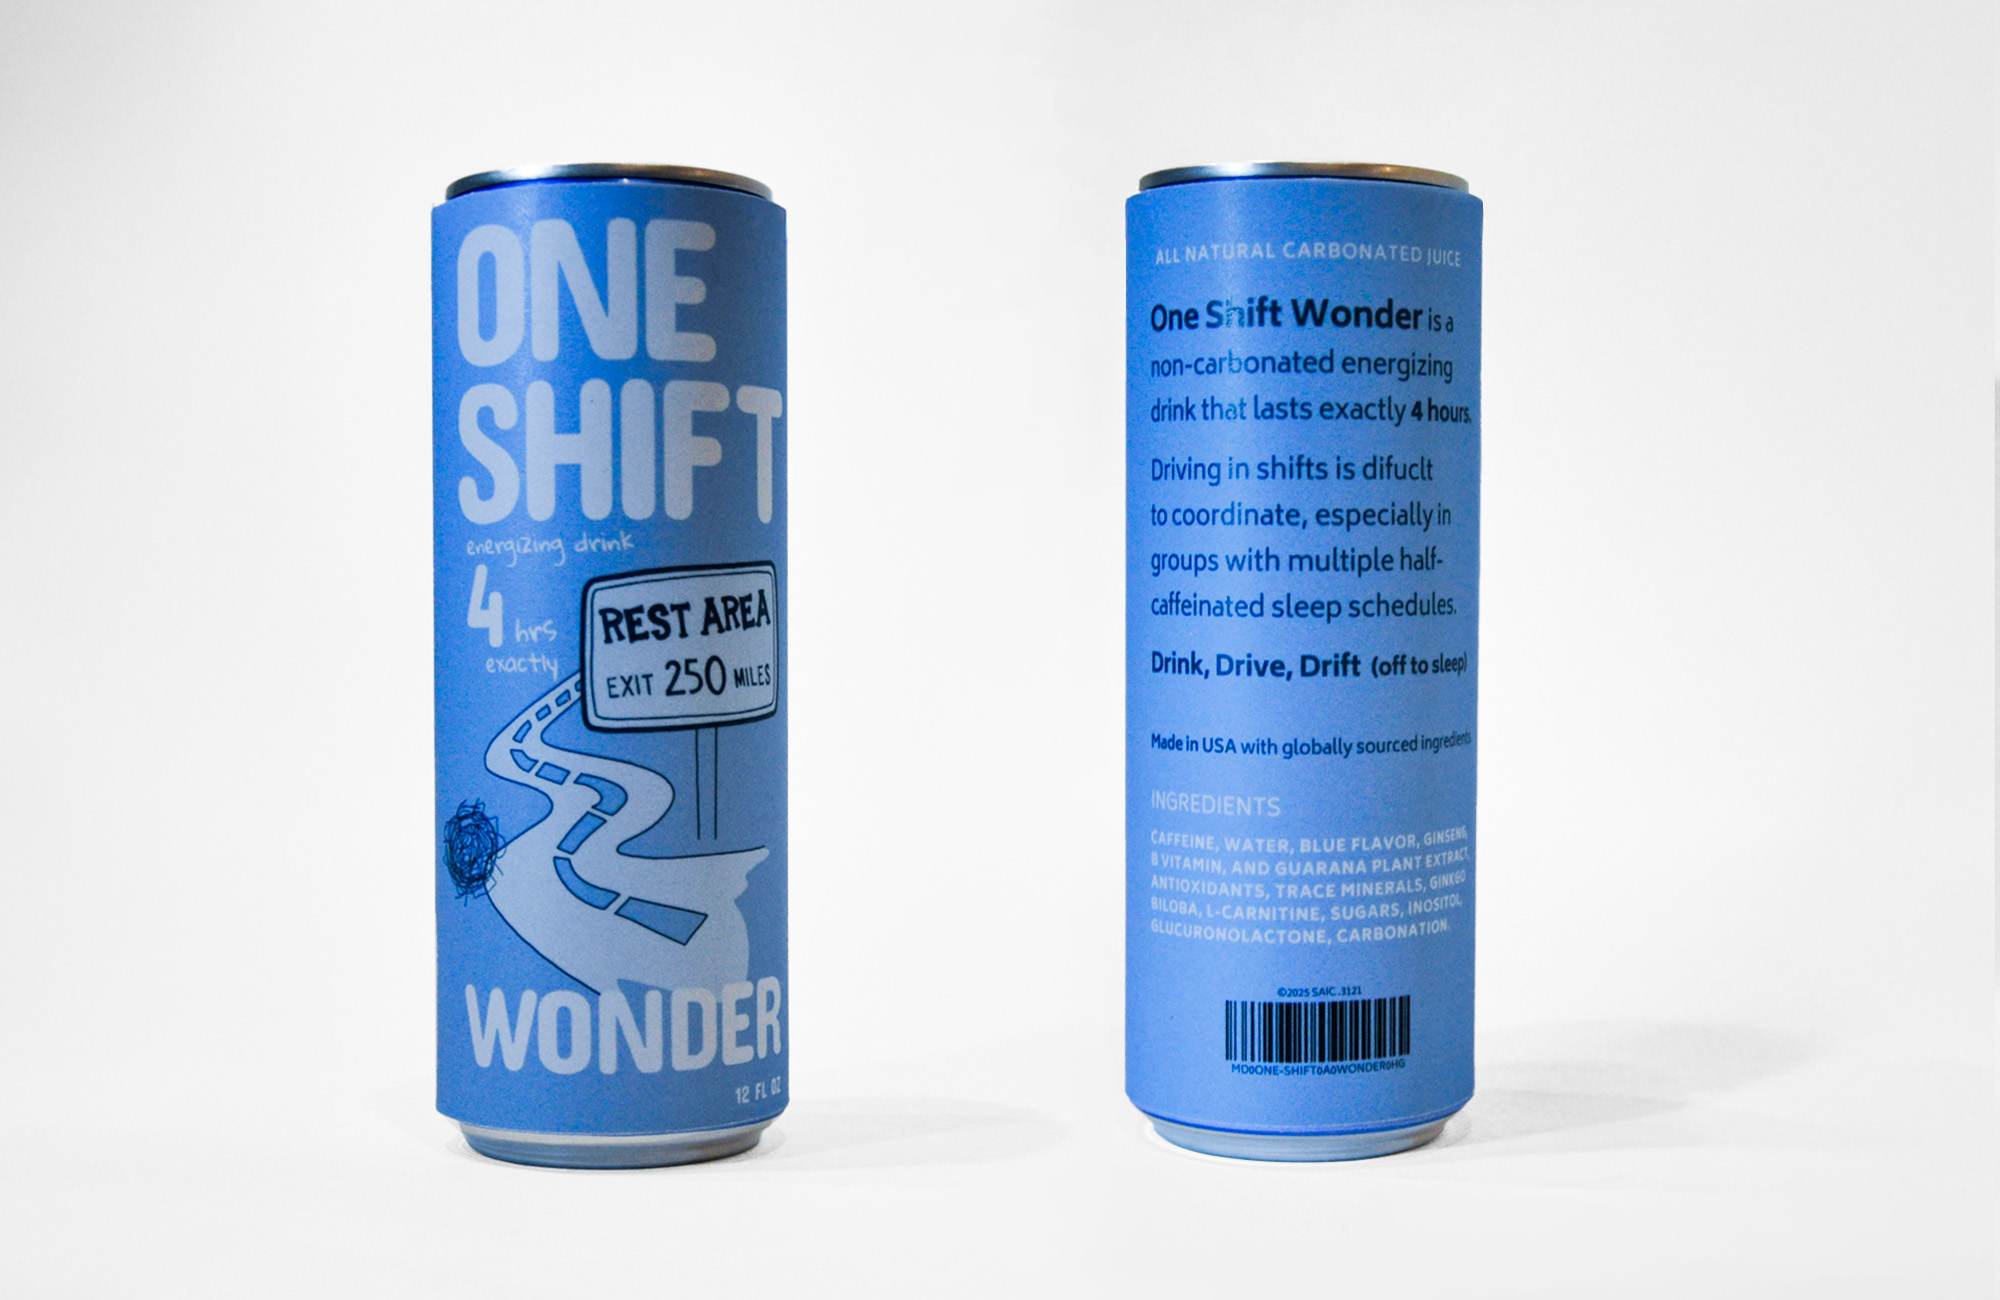 ONE
SHIFT
energizing drink
4 hrs
exactly
REST AREA
EXIT 250 MILES
WONDER
12 FL OZ
ALL NATURAL CARBONATED JUICE
One Shift Wonder is a
non-carbonated energizing
drink that lasts exactly 4 hours.
Driving in shifts is difuclt
to coordinate, especially in
groups with multiple half-
caffeinated sleep schedules.
Drink, Drive, Drift (off to sleep)
Made in USA with globally sourced ingredients
INGREDIENTS
CAFFEINE, WATER, BLUE FLAVOR, GINSENG,
B VITAMIN, AND GUARANA PLANT EXTRACT,
ANTIOXIDANTS, TRACE MINERALS, GINKGO
BILOBA, L-CARNITINE, SUGARS, INOSITOL,
GLUCURONOLACTONE, CARBONATION.
©2025 SAIC .3121
MD0ONE-SHIFT0A0WONDER0HG